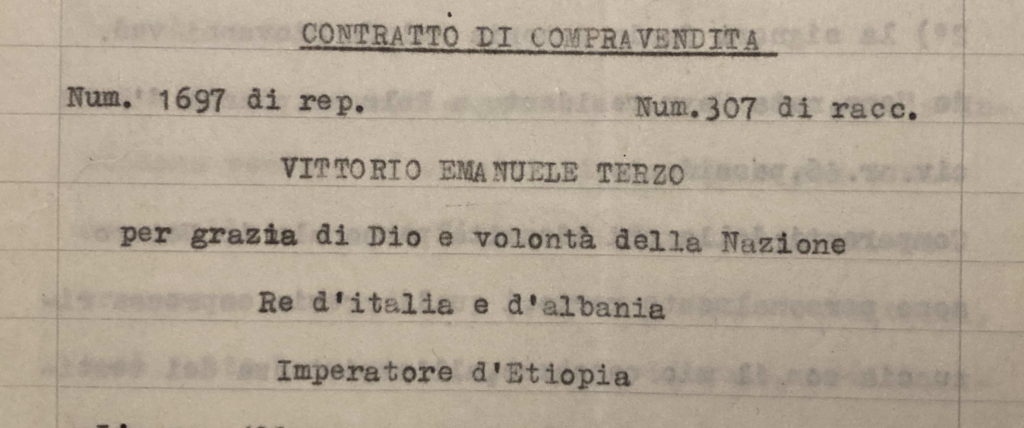 CONTRATTO DI COMPRAVENDITA
Num. 1697 di rep. Num.307 di racc.
VITTORIO EMANUELE TERZO
per grazia di Dio e volontà della Nazione
Re d'italia e d'albania
Imperatore d'Etiopia